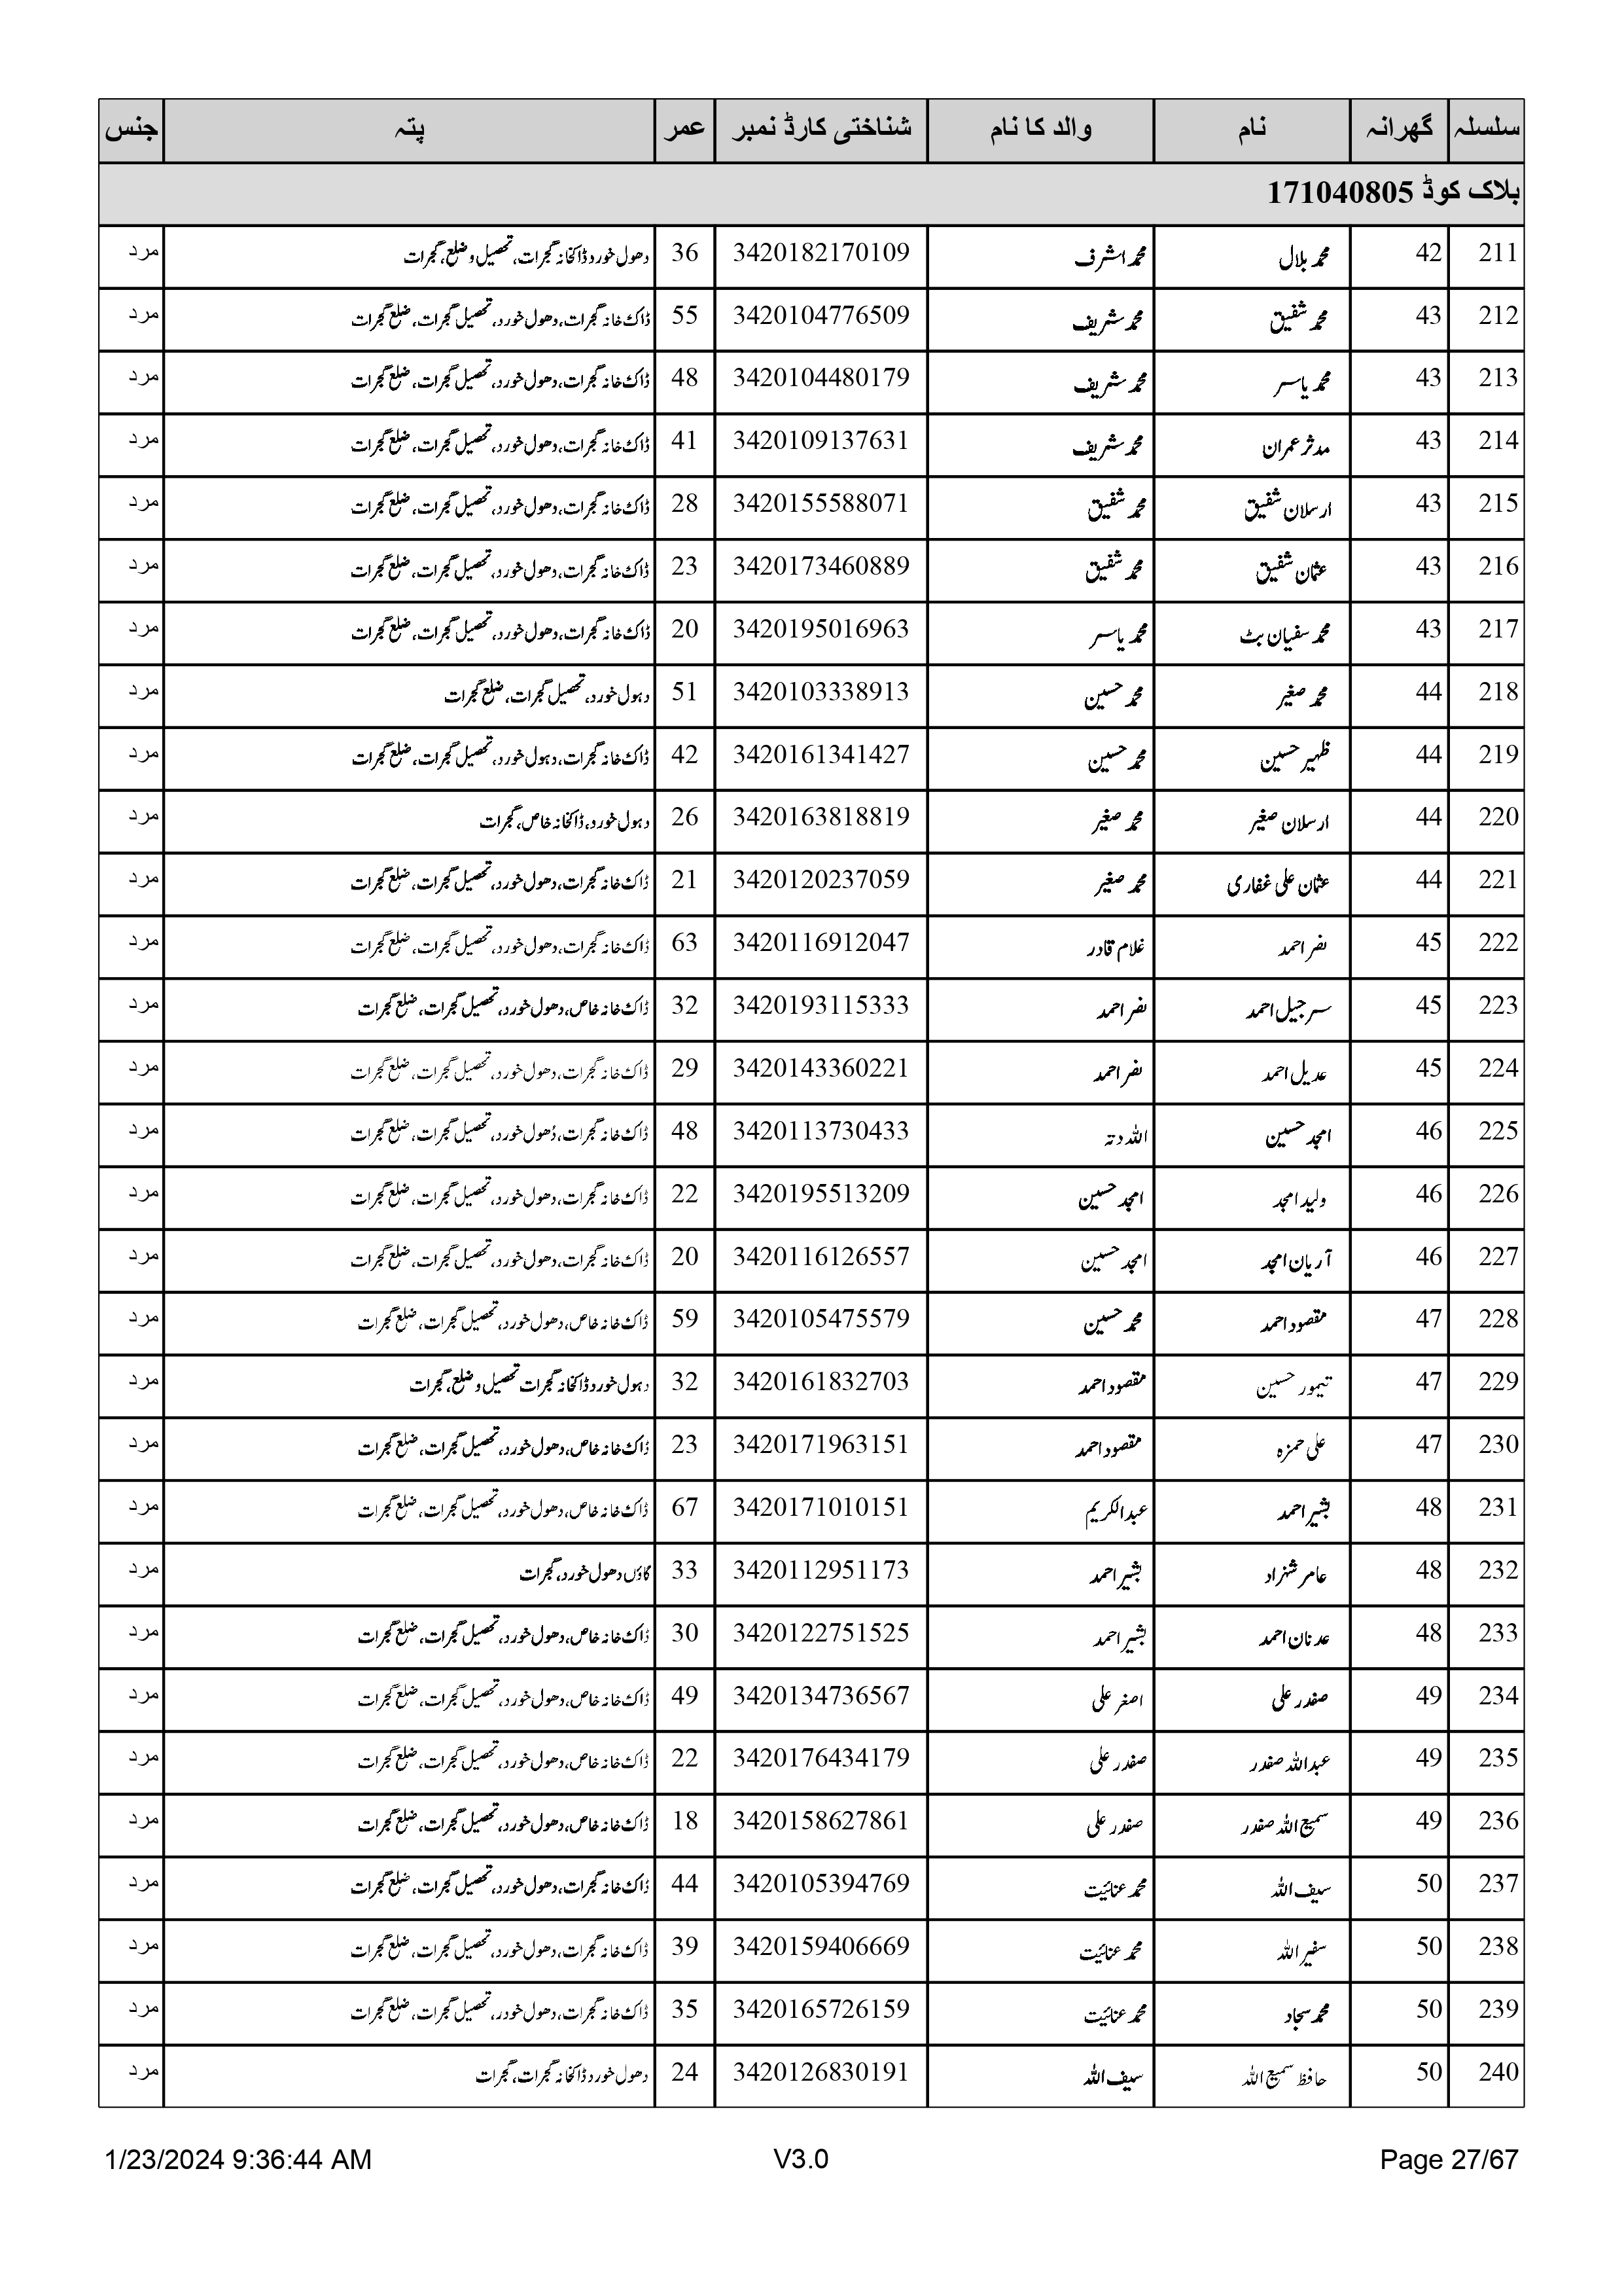 سلسلہ گھرانہ نام والد کا نام شناختی کارڈ نمبر عمر پتہ جنس
بلاک کوڈ 171040805
211 42 محمد بلال محمد اشرف 3420182170109 36 دھول خورد ڈاکخانہ گجرات، تحصیل و ضلع، گجرات مرد
212 43 محمد شفیق محمد شریف 3420104776509 55 ڈاک خانہ گجرات، دھول خورد، تحصیل گجرات، ضلع گجرات مرد
213 43 محمد یاسر محمد شریف 3420104480179 48 ڈاک خانہ گجرات، دھول خورد، تحصیل گجرات، ضلع گجرات مرد
214 43 مدثر عمران محمد شریف 3420109137631 41 ڈاک خانہ گجرات، دھول خورد، تحصیل گجرات، ضلع گجرات مرد
215 43 ارسلان شفیق محمد شفیق 3420155588071 28 ڈاک خانہ گجرات، دھول خورد، تحصیل گجرات، ضلع گجرات مرد
216 43 عثمان شفیق محمد شفیق 3420173460889 23 ڈاک خانہ گجرات، دھول خورد، تحصیل گجرات، ضلع گجرات مرد
217 43 محمد سفیان بٹ محمد یاسر 3420195016963 20 ڈاک خانہ گجرات، دھول خورد، تحصیل گجرات، ضلع گجرات مرد
218 44 محمد صغیر محمد حسین 3420103338913 51 دہول خورد، تحصیل گجرات، ضلع گجرات مرد
219 44 ظہیر حسین محمد حسین 3420161341427 42 ڈاک خانہ گجرات، دہول خورد، تحصیل گجرات، ضلع گجرات مرد
220 44 ارسلان صغیر محمد صغیر 3420163818819 26 دہول خورد، ڈاکخانہ خاص، گجرات مرد
221 44 عثمان علی غفاری محمد صغیر 3420120237059 21 ڈاک خانہ گجرات، دھول خورد، تحصیل گجرات، ضلع گجرات مرد
222 45 نصر احمد غلام قادر 3420116912047 63 ڈاک خانہ گجرات، دھول خورد، تحصیل گجرات، ضلع گجرات مرد
223 45 سرجیل احمد نصر احمد 3420193115333 32 ڈاک خانہ خاص، دھول خورد، تحصیل گجرات، ضلع گجرات مرد
224 45 عدیل احمد نصر احمد 3420143360221 29 ڈاک خانہ گجرات، دھول خورد، تحصیل گجرات، ضلع گجرات مرد
225 46 امجد حسین اللہ دتہ 3420113730433 48 ڈاک خانہ گجرات، دُھول خورد، تحصیل گجرات، ضلع گجرات مرد
226 46 ولید امجد امجد حسین 3420195513209 22 ڈاک خانہ گجرات، دھول خورد، تحصیل گجرات، ضلع گجرات مرد
227 46 آریان امجد امجد حسین 3420116126557 20 ڈاک خانہ گجرات، دھول خورد، تحصیل گجرات، ضلع گجرات مرد
228 47 مقصود احمد محمد حسین 3420105475579 59 ڈاک خانہ خاص، دھول خورد، تحصیل گجرات، ضلع گجرات مرد
229 47 تیمور حسین مقصود احمد 3420161832703 32 دہول خورد ڈاکخانہ گجرات تحصیل و ضلع، گجرات مرد
230 47 علی حمزہ مقصود احمد 3420171963151 23 ڈاک خانہ خاص، دھول خورد، تحصیل گجرات، ضلع گجرات مرد
231 48 بشیر احمد عبدالکریم 3420171010151 67 ڈاک خانہ خاص، دھول خورد، تحصیل گجرات، ضلع گجرات مرد
232 48 عامر شہزاد بشیر احمد 3420112951173 33 گاؤں دھول خورد، گجرات مرد
233 48 عدنان احمد بشیر احمد 3420122751525 30 ڈاک خانہ خاص، دھول خورد، تحصیل گجرات، ضلع گجرات مرد
234 49 صفدر علی اصغر علی 3420134736567 49 ڈاک خانہ خاص، دھول خورد، تحصیل گجرات، ضلع گجرات مرد
235 49 عبداللہ صفدر صفدر علی 3420176434179 22 ڈاک خانہ خاص، دھول خورد، تحصیل گجرات، ضلع گجرات مرد
236 49 سمیع اللہ صفدر صفدر علی 3420158627861 18 ڈاک خانہ خاص، دھول خورد، تحصیل گجرات، ضلع گجرات مرد
237 50 سیف اللہ محمد عنائیت 3420105394769 44 ڈاک خانہ گجرات، دھول خورد، تحصیل گجرات، ضلع گجرات مرد
238 50 سفیر اللہ محمد عنائیت 3420159406669 39 ڈاک خانہ گجرات، دھول خورد، تحصیل گجرات، ضلع گجرات مرد
239 50 محمد سجاد محمد عنائیت 3420165726159 35 ڈاک خانہ گجرات، دھول خودر، تحصیل گجرات، ضلع گجرات مرد
240 50 حافظ سمیع اللہ سیف اللہ 3420126830191 24 دھول خورد ڈاکخانہ گجرات، گجرات مرد
1/23/2024 9:36:44 AM V3.0 Page 27/67